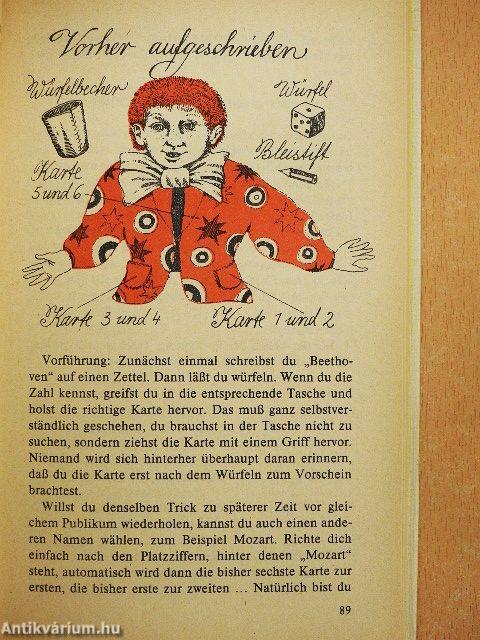 Vorher aufgeschrieben
Würfelbecher
Würfel
Bleistift
Karte
5 und 6
Karte 3 und 4
Karte 1 und 2
Vorführung: Zunächst einmal schreibst du „Beetho-
ven“ auf einen Zettel. Dann läßt du würfeln. Wenn du die
Zahl kennst, greifst du in die entsprechende Tasche und
holst die richtige Karte hervor. Das muß ganz selbstver-
ständlich geschehen, du brauchst in der Tasche nicht zu
suchen, sondern ziehst die Karte mit einem Griff hervor.
Niemand wird sich hinterher überhaupt daran erinnern,
daß du die Karte erst nach dem Würfeln zum Vorschein
brachtest.
Willst du denselben Trick zu späterer Zeit vor glei-
chem Publikum wiederholen, kannst du auch einen ande-
ren Namen wählen, zum Beispiel Mozart. Richte dich
einfach nach den Platzziffern, hinter denen „Mozart“
steht, automatisch wird dann die bisher sechste Karte zur
ersten, die bisher erste zur zweiten ... Natürlich bist du
89
Antikvárium.hu